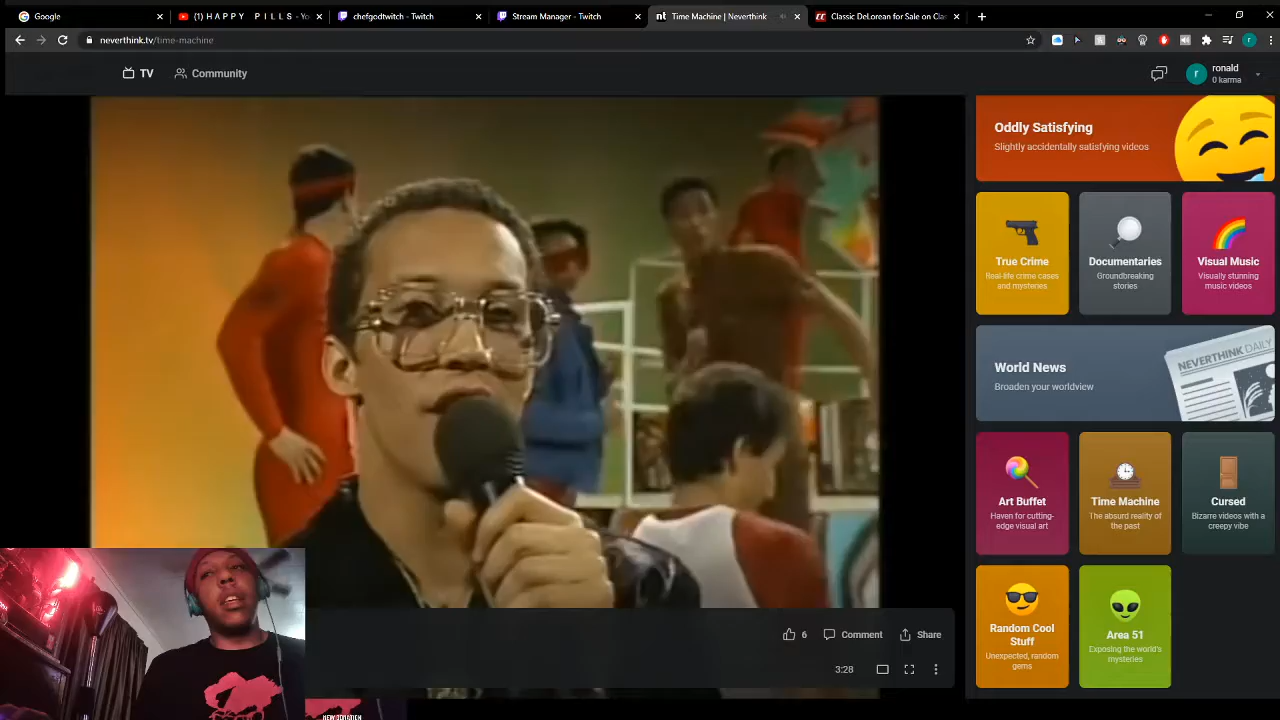 Google
(1) H A P P Y P I L L S - Yo
chefgodtwitch - Twitch
Stream Manager - Twitch
Time Machine | Neverthink
Classic DeLorean for Sale on Clas
neverthink.tv/time-machine
TV
Community
ronald
0 karma
Oddly Satisfying
Slightly accidentally satisfying videos
True Crime
Real-life crime cases
and mysteries
Documentaries
Groundbreaking
stories
Visual Music
Visually stunning
music videos
World News
Broaden your worldview
NEVERTHINK DAILY
Art Buffet
Haven for cutting-
edge visual art
Time Machine
The absurd reality of
the past
Cursed
Bizarre videos with a
creepy vibe
Random Cool
Stuff
Unexpected, random
gems
Area 51
Exposing the world's
mysteries
6
Comment
Share
3:28
NEW DONATION